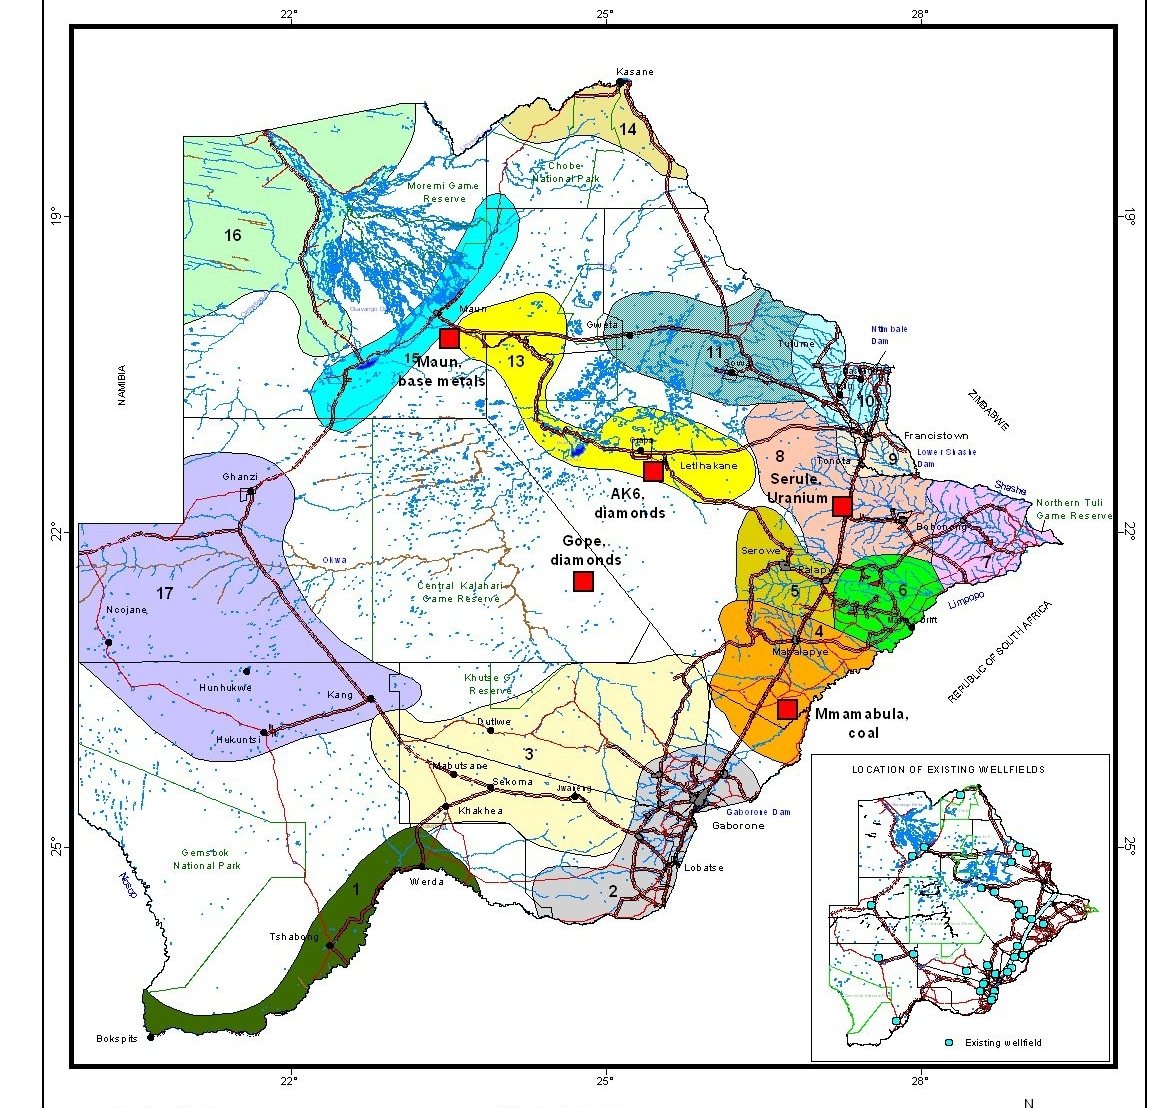 22°
25°
28°
Kasane
14
Chobe
National Park
Moremi Game
Reserve
19°
19°
16
Maun
Gweta
Ntimbale
Dam
Tutume
11
13
15
Maun,
base metals
Sowa
NAMIBIA
10
ZIMBABWE
Francistown
Orapa
Letlhakane
8
Tonota
9
Lower Shashe
Dam
Ghanzi
Serule,
Uranium
AK6,
diamonds
Shashe
Northern Tuli
Game Reserve
Bobonong
22°
22°
Gope,
diamonds
Serowe
Okwa
Palapye
7
17
Central Kalahari
Game Reserve
5
6
Limpopo
Ncojane
4
Mahalapye
REPUBLIC OF SOUTH AFRICA
Hunhukwe
Khutse G.
Reserve
Kang
Mmamabula,
coal
Dutlwe
Hukuntsi
3
Mabutsane
Sekoma
Jwaneng
LOCATION OF EXISTING WELLFIELDS
Khakhea
Gaborone Dam
Gaborone
25°
25°
Gemsbok
National Park
Lobatse
Nosop
Werda
1
2
Tshabong
Bokspits
Existing wellfield
22°
25°
28°
N